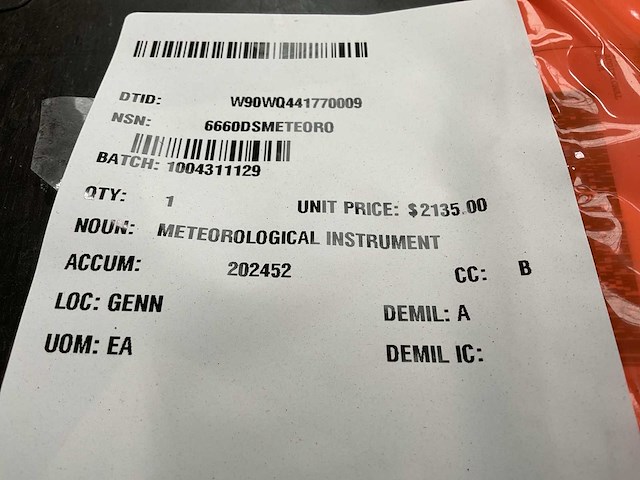 DTID: W90WQ441770009
NSN: 6660DSMETEORO
BATCH: 1004311129
QTY: 1 UNIT PRICE: $2135.00
NOUN: METEOROLOGICAL INSTRUMENT
ACCUM: 202452 CC: B
LOC: GENN DEMIL: A
UOM: EA DEMIL IC: